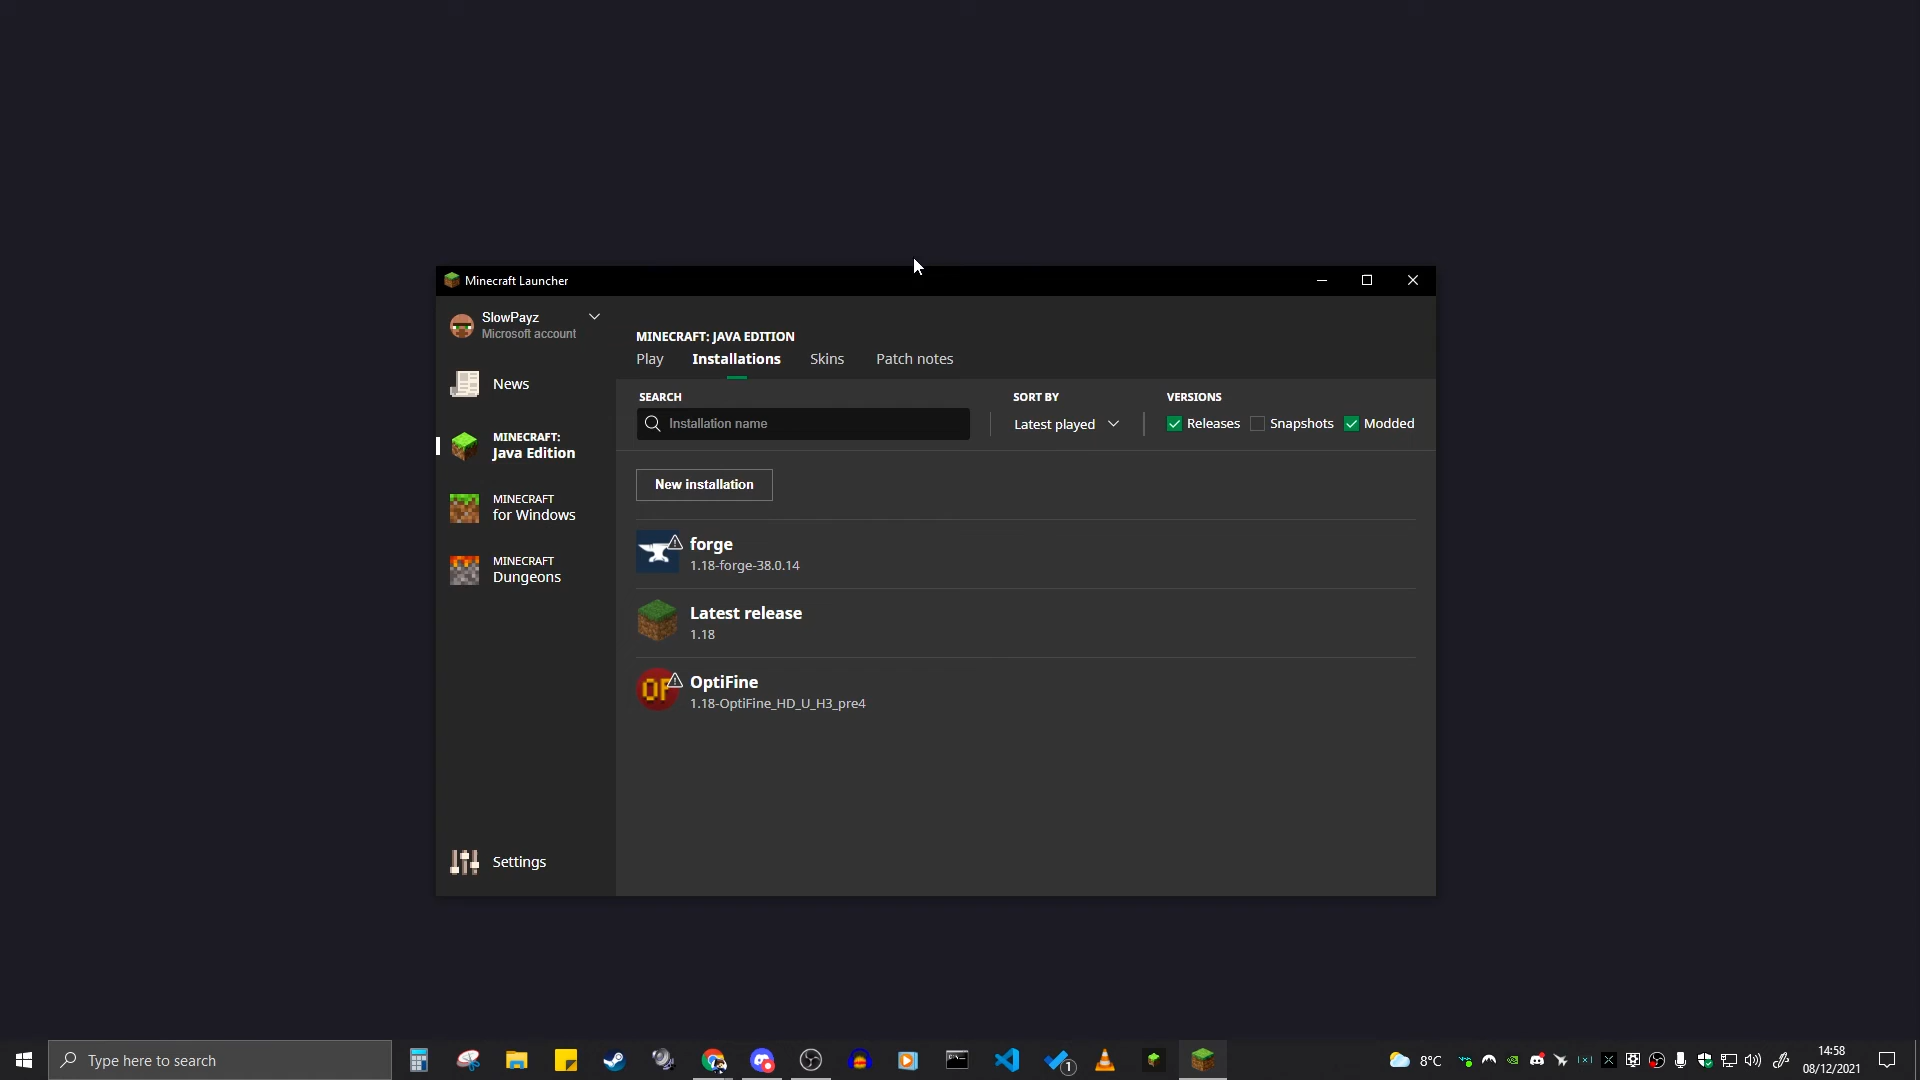 Minecraft Launcher
SlowPayz
Microsoft account
News
MINECRAFT:
Java Edition
MINECRAFT
for Windows
MINECRAFT
Dungeons
Settings
MINECRAFT: JAVA EDITION
Play Installations Skins Patch notes
SEARCH SORT BY VERSIONS
Installation name Latest played Releases Snapshots Modded
New installation
forge
1.18-forge-38.0.14
Latest release
1.18
OF OptiFine
1.18-OptiFine_HD_U_H3_pre4
Type here to search
1
8°C
14:58
08/12/2021